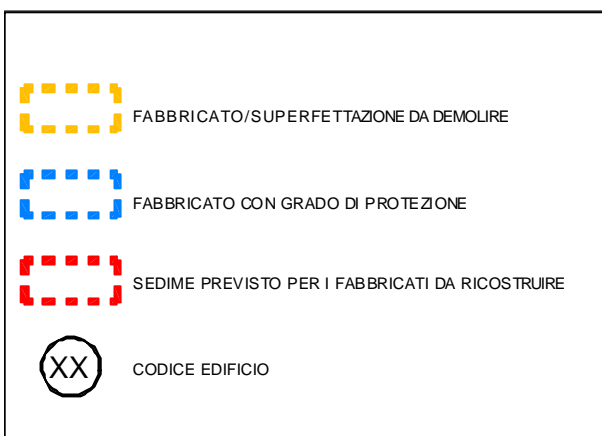 FABBRICATO/SUPERFETTAZIONE DA DEMOLIRE
FABBRICATO CON GRADO DI PROTEZIONE
SEDIME PREVISTO PER I FABBRICATI DA RICOSTRUIRE
XX CODICE EDIFICIO